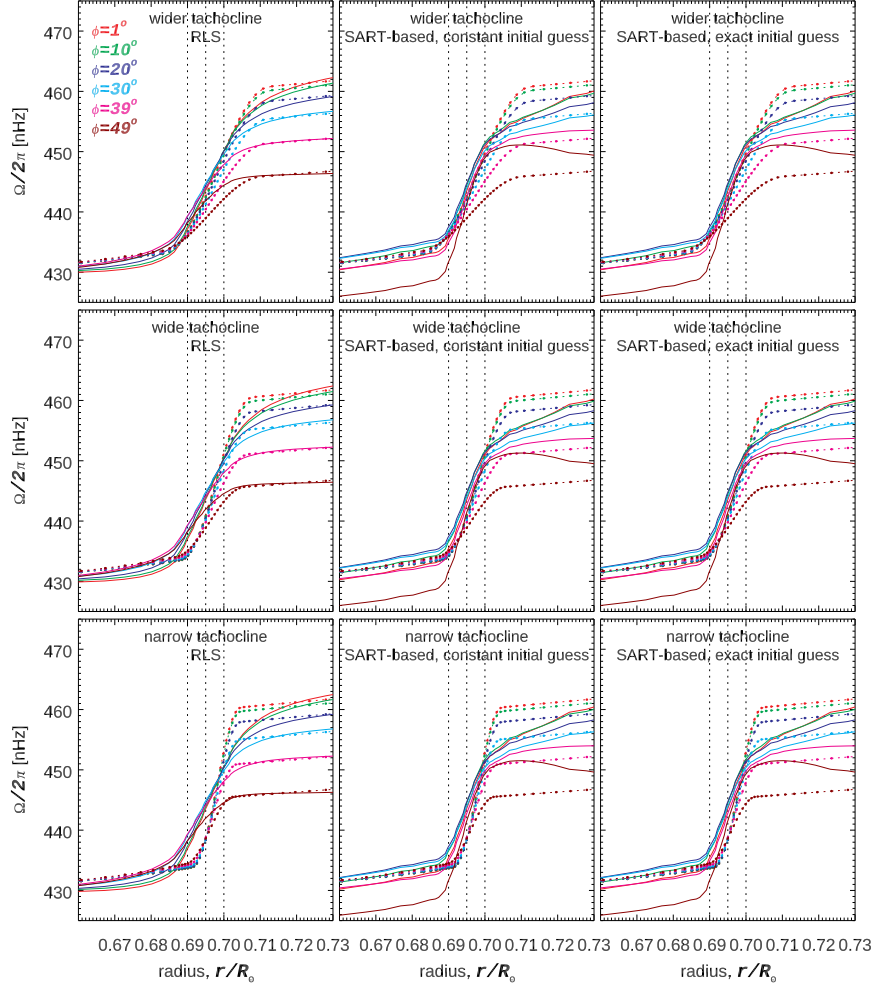 wider tachocline
RLS
wider tachocline
SART-based, constant initial guess
wider tachocline
SART-based, exact initial guess
ϕ=1°
ϕ=10°
ϕ=20°
ϕ=30°
ϕ=39°
ϕ=49°
470
460
450
440
430
Ω/2π [nHz]
wide tachocline
RLS
wide tachocline
SART-based, constant initial guess
wide tachocline
SART-based, exact initial guess
470
460
450
440
430
Ω/2π [nHz]
narrow tachocline
RLS
narrow tachocline
SART-based, constant initial guess
narrow tachocline
SART-based, exact initial guess
470
460
450
440
430
Ω/2π [nHz]
0.67 0.68 0.69 0.70 0.71 0.72 0.73
0.67 0.68 0.69 0.70 0.71 0.72 0.73
0.67 0.68 0.69 0.70 0.71 0.72 0.73
radius, r/R⊙
radius, r/R⊙
radius, r/R⊙